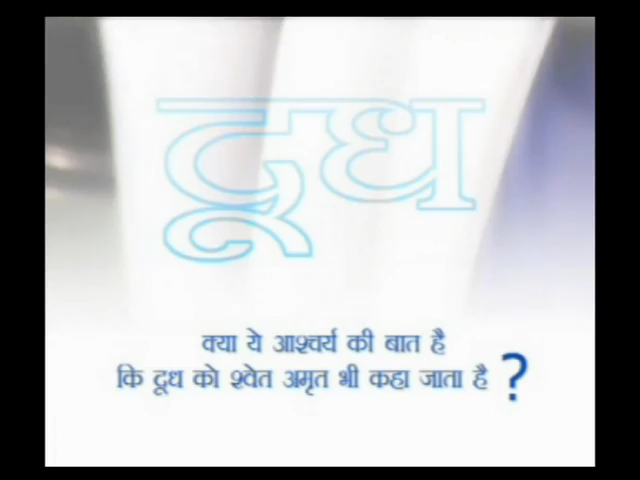 दूध
क्या ये आश्चर्य की बात है
कि दूध को श्वेत अमृत भी कहा जाता है ?